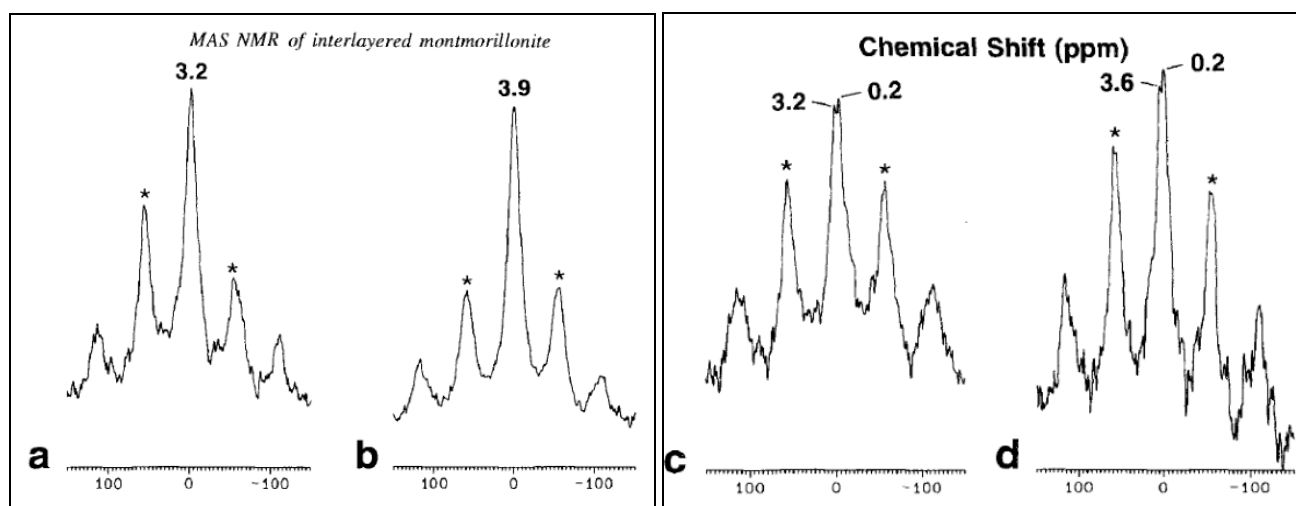 MAS NMR of interlayered montmorillonite
3.2
3.9
*
*
*
*
a
b
100 0 -100
100 0 -100
Chemical Shift (ppm)
3.2
0.2
3.6
0.2
*
*
*
*
c
d
100 0 -100
100 0 -100